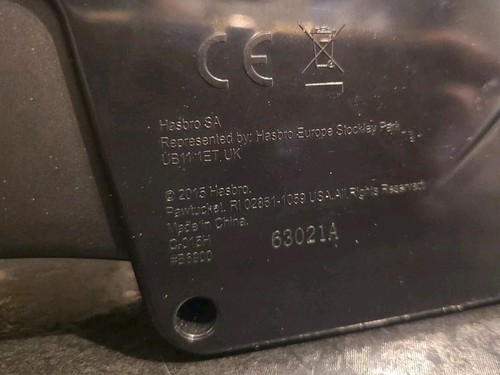 CE
Hasbro SA
Represented by: Hasbro Europe Stockley Park
UB11 1ET, UK
© 2015 Hasbro.
Pawtucket, RI 02861-1059 USA. All Rights Reserved.
Made in China.
63021A